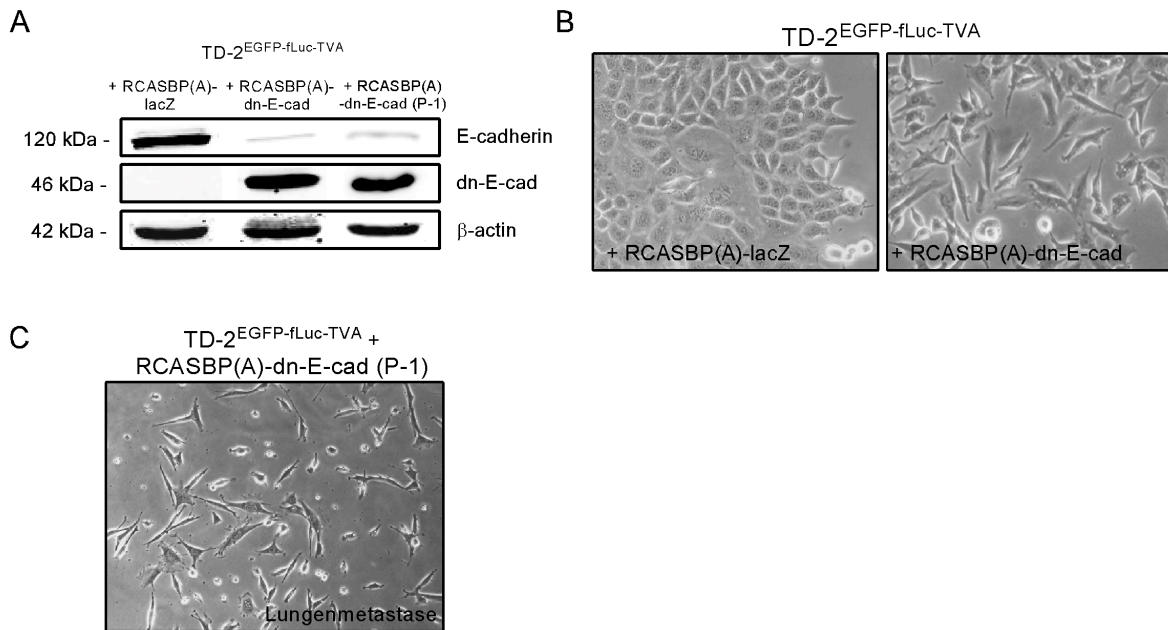 A
TD-2EGFP-fLuc-TVA
+ RCASBP(A)-
lacZ
+ RCASBP(A)-
dn-E-cad
+ RCASBP(A)
-dn-E-cad (P-1)
120 kDa -
E-cadherin
46 kDa -
dn-E-cad
42 kDa -
β-actin
B
TD-2EGFP-fLuc-TVA
+ RCASBP(A)-lacZ
+ RCASBP(A)-dn-E-cad
C
TD-2EGFP-fLuc-TVA +
RCASBP(A)-dn-E-cad (P-1)
Lungenmetastase